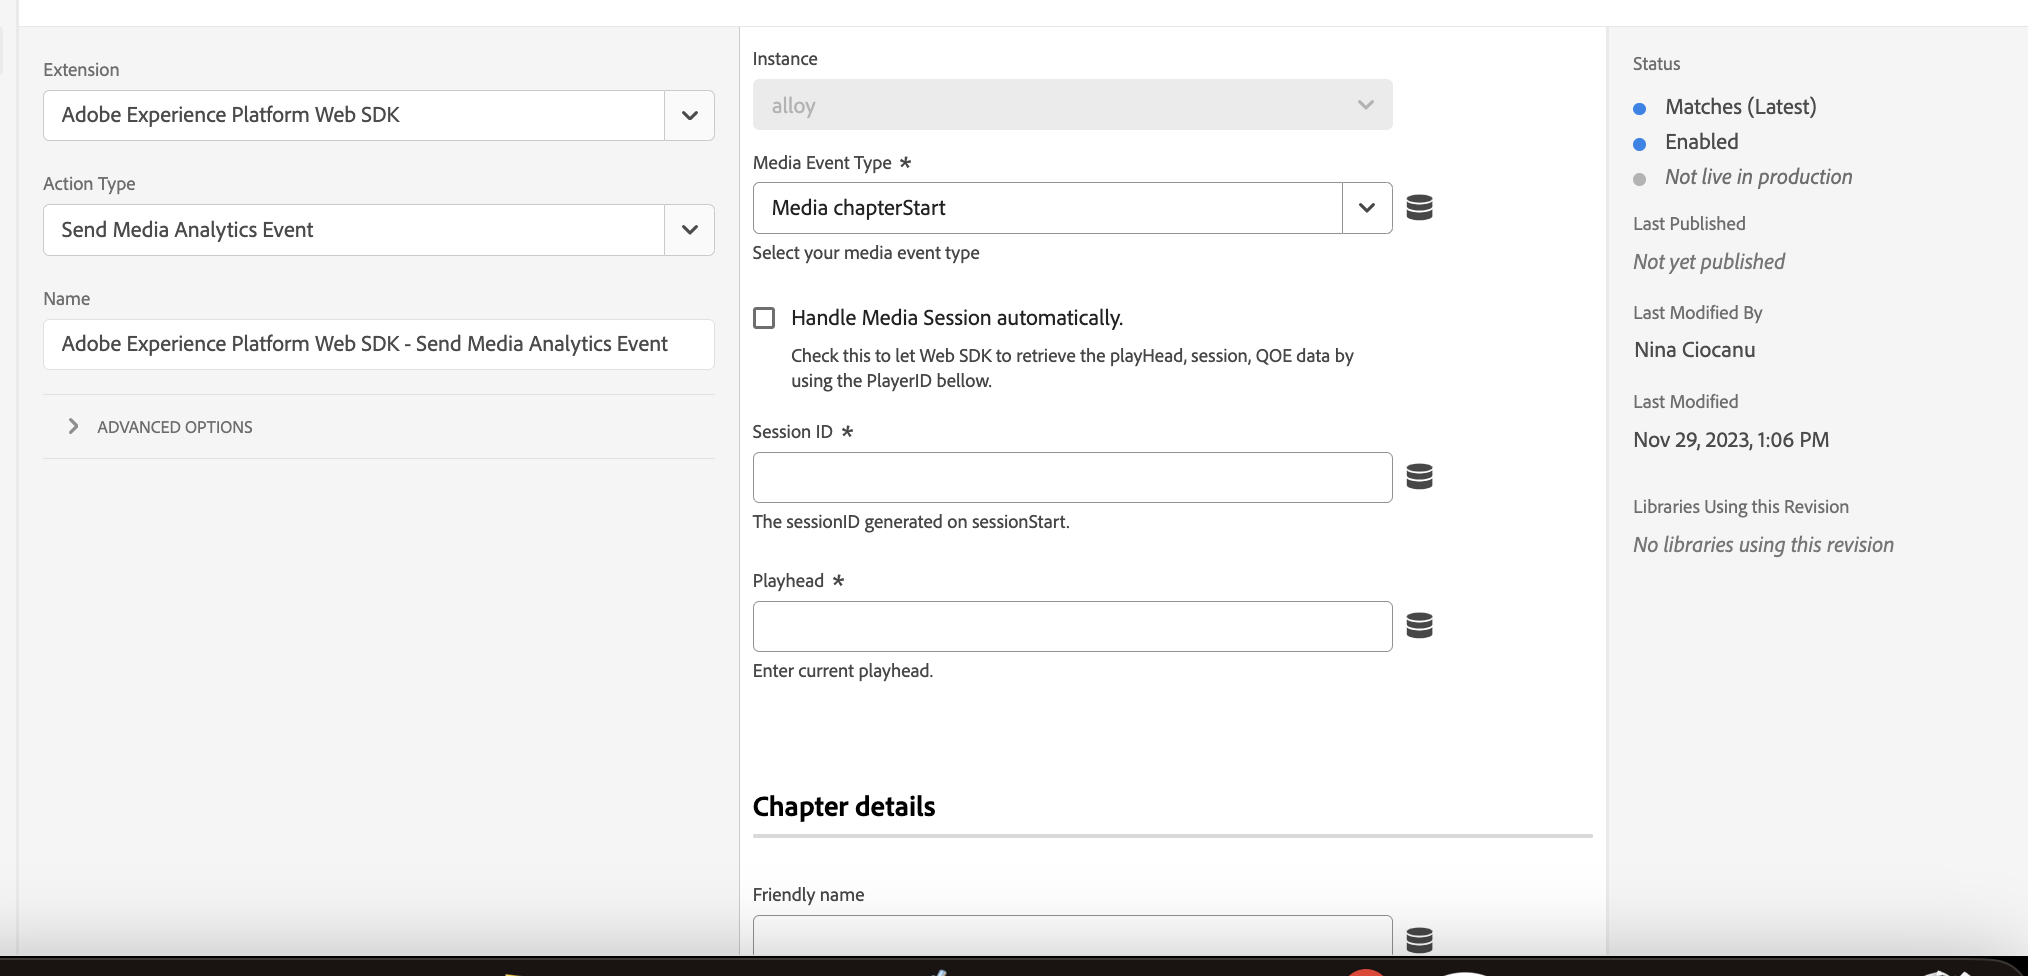 Extension
Adobe Experience Platform Web SDK
Action Type
Send Media Analytics Event
Name
Adobe Experience Platform Web SDK - Send Media Analytics Event
ADVANCED OPTIONS
Instance
alloy
Media Event Type *
Media chapterStart
Select your media event type
Handle Media Session automatically.
Check this to let Web SDK to retrieve the playHead, session, QOE data by
using the PlayerID bellow.
Session ID *
The sessionID generated on sessionStart.
Playhead *
Enter current playhead.
Chapter details
Friendly name
Status
Matches (Latest)
Enabled
Not live in production
Last Published
Not yet published
Last Modified By
Nina Ciocanu
Last Modified
Nov 29, 2023, 1:06 PM
Libraries Using this Revision
No libraries using this revision